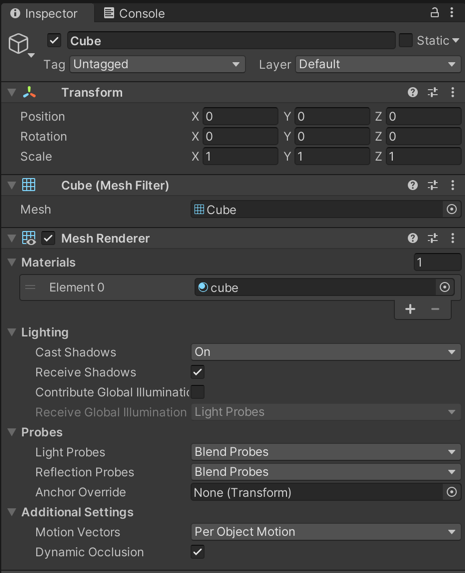 Inspector Console
Cube Static
Tag Untagged Layer Default
Transform
Position X 0 Y 0 Z 0
Rotation X 0 Y 0 Z 0
Scale X 1 Y 1 Z 1
Cube (Mesh Filter)
Mesh Cube
Mesh Renderer
Materials 1
Element 0 cube
Lighting
Cast Shadows On
Receive Shadows
Contribute Global Illuminatic
Receive Global Illumination Light Probes
Probes
Light Probes Blend Probes
Reflection Probes Blend Probes
Anchor Override None (Transform)
Additional Settings
Motion Vectors Per Object Motion
Dynamic Occlusion